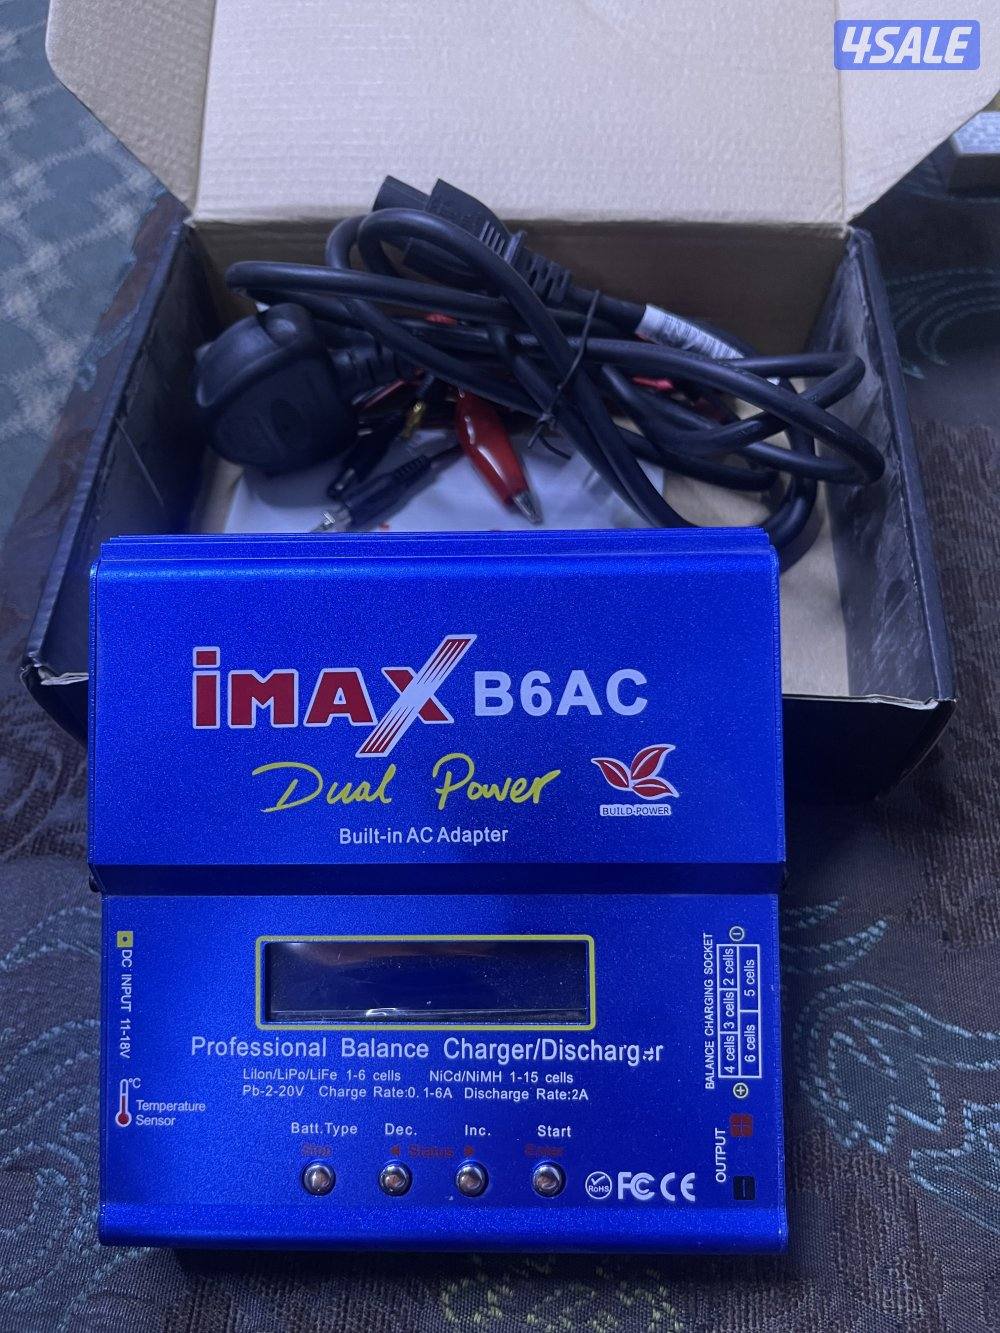 4SALE
iMAX B6AC
Dual Power
BUILD-POWER
Built-in AC Adapter
DC INPUT 11-18V
°C
Temperature
Sensor
Professional Balance Charger/Discharger
LiIon/LiPo/LiFe 1-6 cells NiCd/NiMH 1-15 cells
Pb-2-20V Charge Rate:0.1-6A Discharge Rate:2A
Batt.Type Dec. Inc. Start
Stop ◄ Status ► Enter
RoHS FC CE
BALANCE CHARGING SOCKET
4 cells 3 cells 2 cells
6 cells 5 cells
OUTPUT